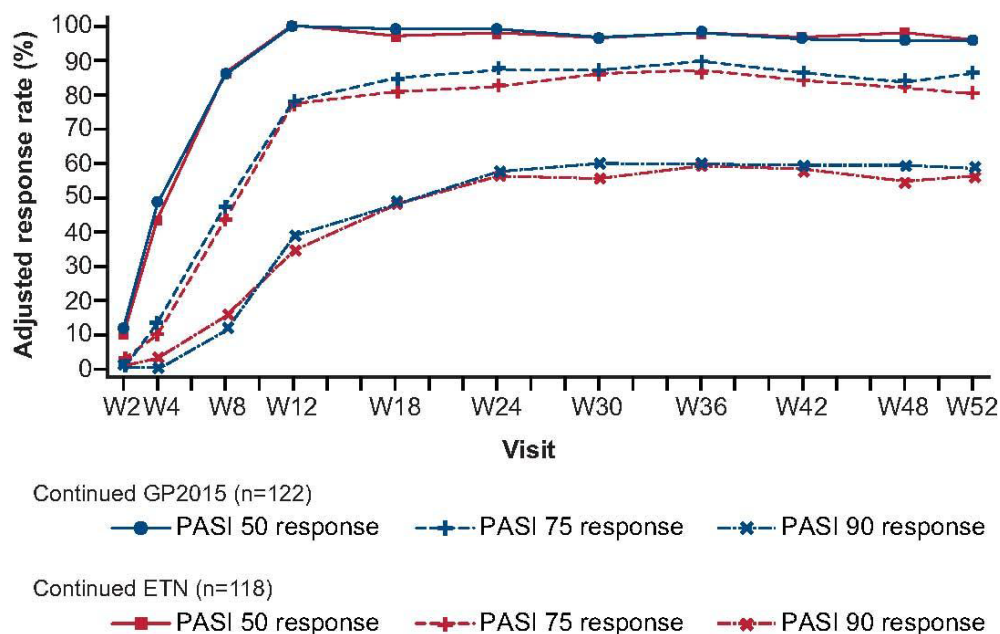 Adjusted response rate (%)
100
90
80
70
60
50
40
30
20
10
0
W2 W4 W8 W12 W18 W24 W30 W36 W42 W48 W52
Visit
Continued GP2015 (n=122)
PASI 50 response PASI 75 response PASI 90 response
Continued ETN (n=118)
PASI 50 response PASI 75 response PASI 90 response